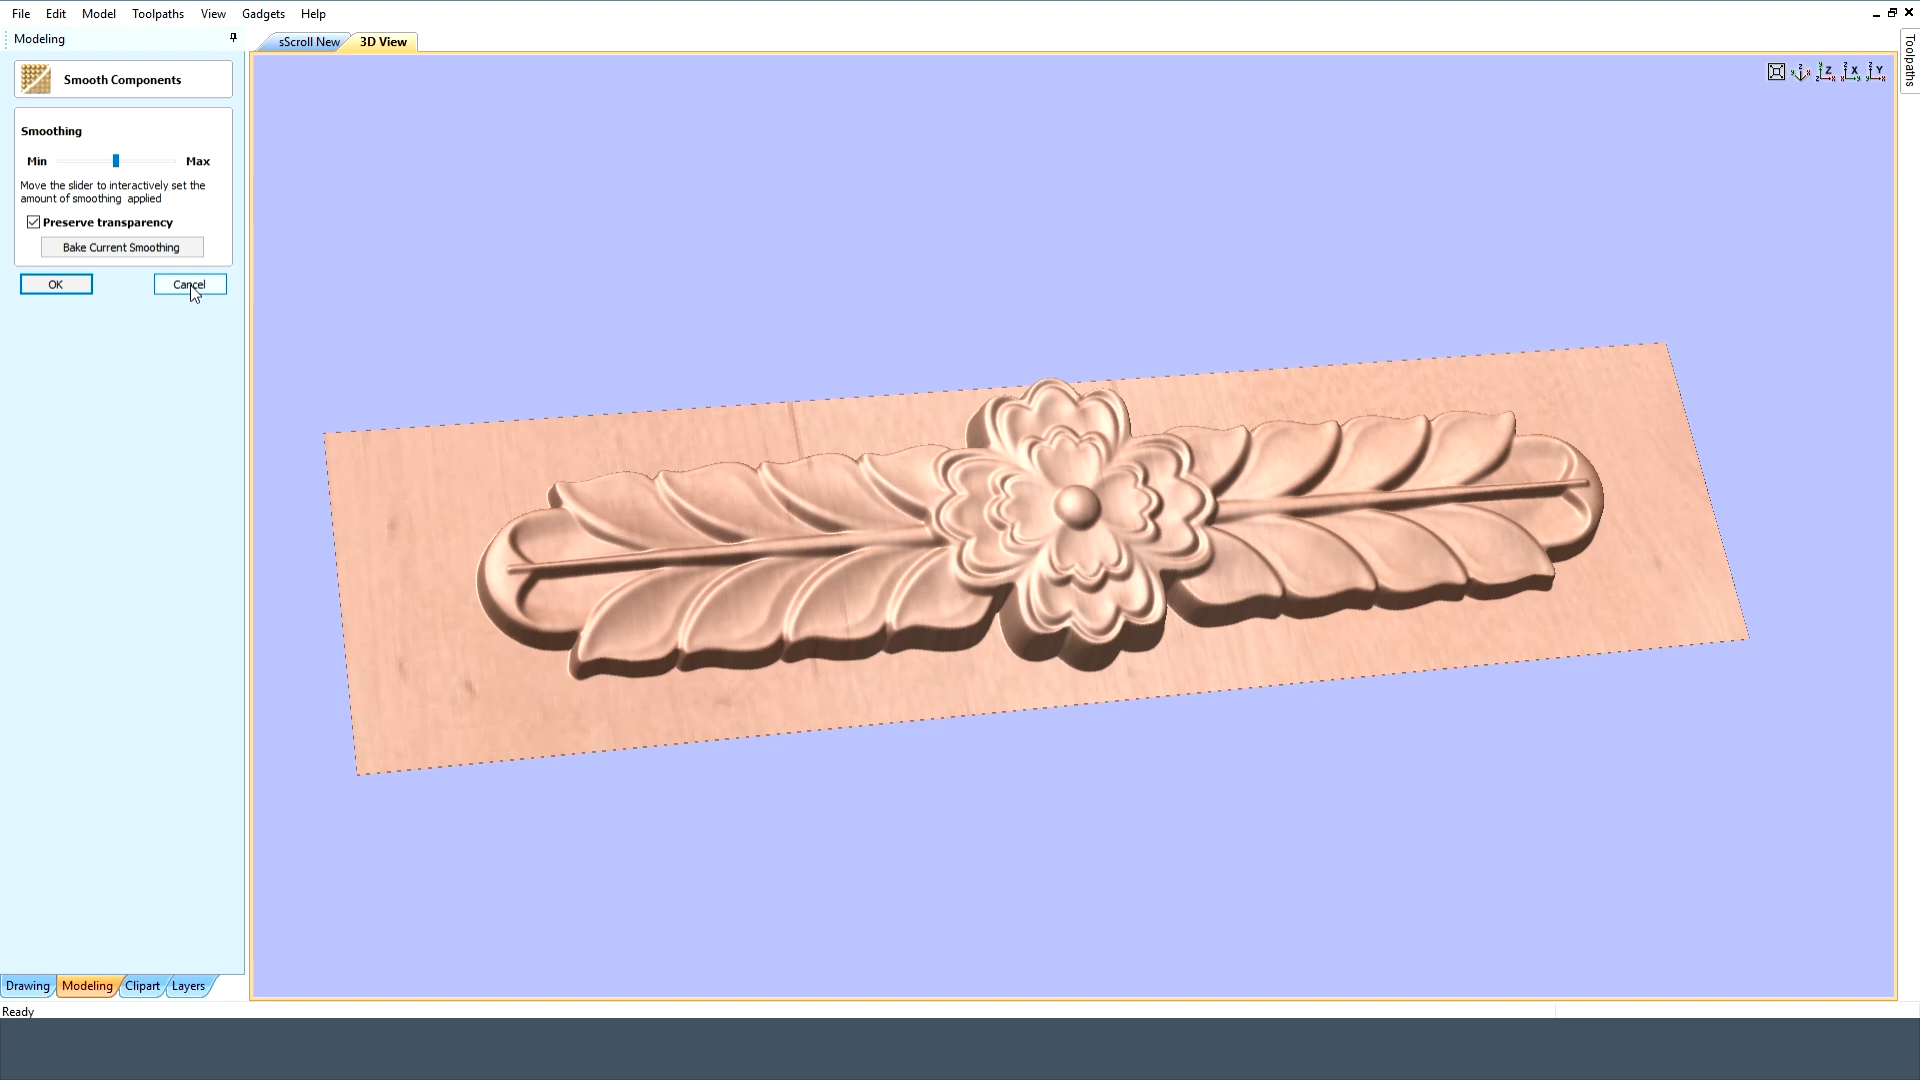 File Edit Model Toolpaths View Gadgets Help
Modeling
sScroll New 3D View
Toolpaths
Smooth Components
Z X Y
Smoothing
Min Max
Move the slider to interactively set the
amount of smoothing applied
Preserve transparency
Bake Current Smoothing
OK Cancel
Drawing Modeling Clipart Layers
Ready